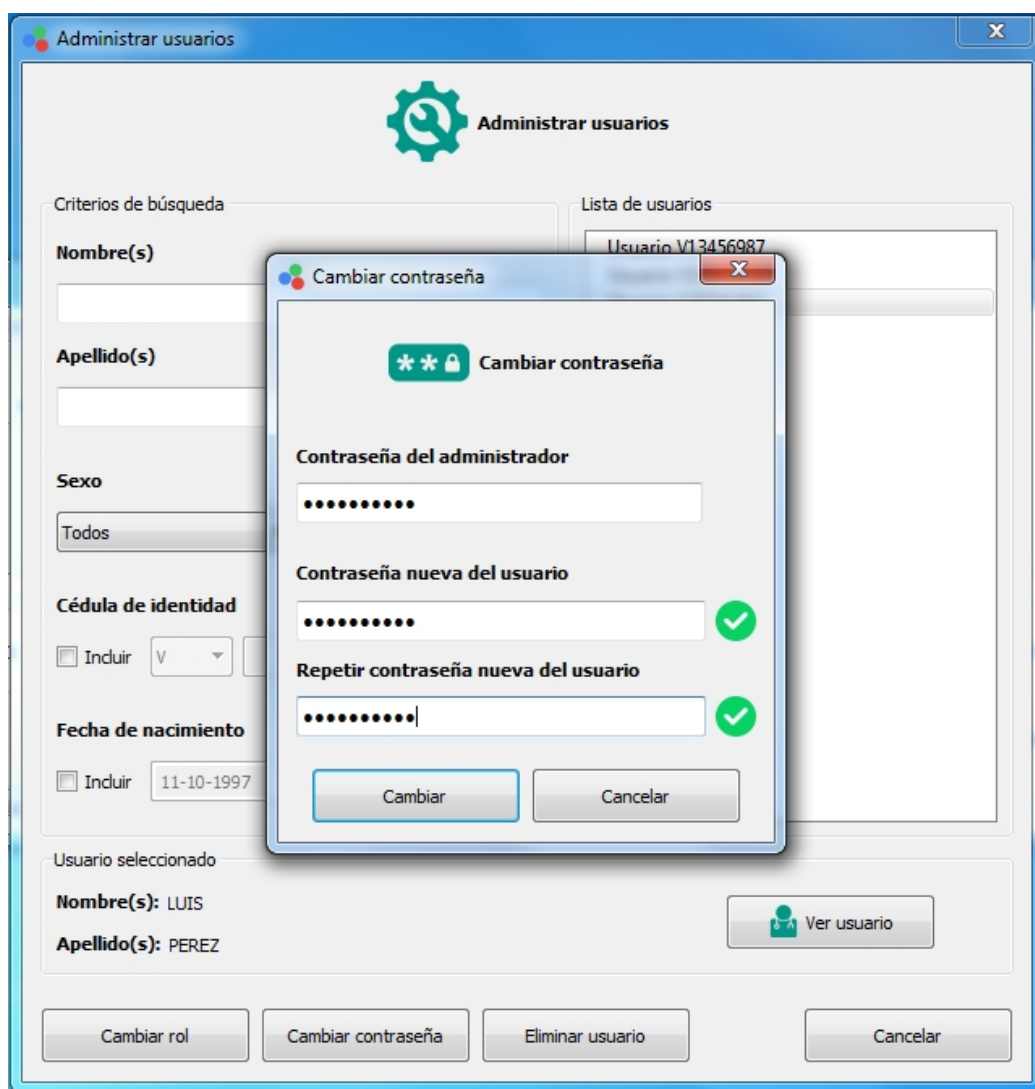 Administrar usuarios
Administrar usuarios
Criterios de búsqueda
Lista de usuarios
Nombre(s)
Usuario V13456987
Apellido(s)
Sexo
Todos
Cédula de identidad
Incluir V
Fecha de nacimiento
Incluir 11-10-1997
Cambiar contraseña
** Cambiar contraseña
Contraseña del administrador
••••••••••
Contraseña nueva del usuario
••••••••••
Repetir contraseña nueva del usuario
••••••••••
Cambiar Cancelar
Usuario seleccionado
Nombre(s): LUIS
Apellido(s): PEREZ
Ver usuario
Cambiar rol Cambiar contraseña Eliminar usuario Cancelar